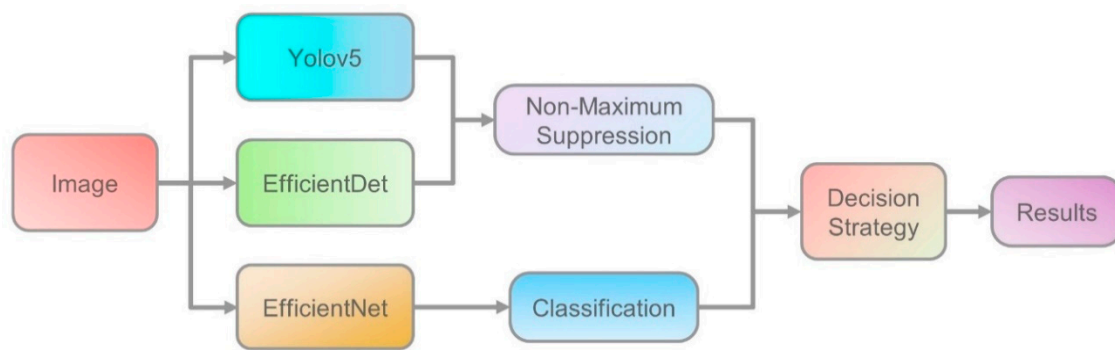 Image
Yolov5
EfficientDet
EfficientNet
Non-Maximum
Suppression
Classification
Decision
Strategy
Results